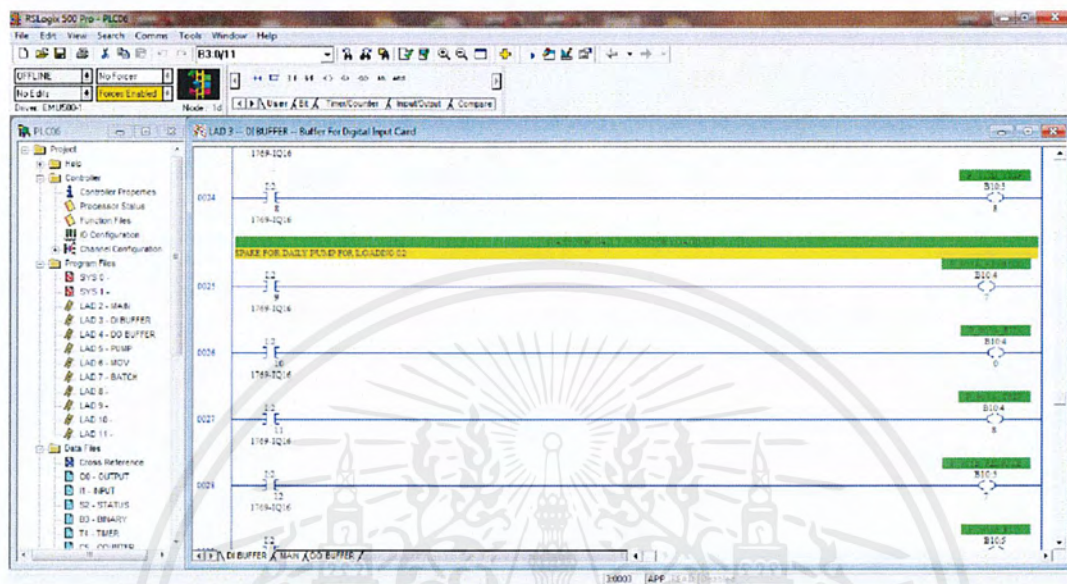 RSLogix 500 Pro - PLC06
File Edit View Search Comms Tools Window Help
B3:0/11
OFFLINE No Forces
No Edits Forces Enabled
Driver: EMU500-1 Node: 1d
User Bit Timer/Counter Input/Output Compare
PLC06
Project
Help
Controller
Controller Properties
Processor Status
Function Files
IO Configuration
Channel Configuration
Program Files
SYS 0 -
SYS 1 -
LAD 2 - MAIN
LAD 3 - DI BUFFER
LAD 4 - DO BUFFER
LAD 5 - PUMP
LAD 6 - MOV
LAD 7 - BATCH
LAD 8 -
LAD 9 -
LAD 10 -
LAD 11 -
Data Files
Cross Reference
O0 - OUTPUT
I1 - INPUT
S2 - STATUS
B3 - BINARY
T4 - TIMER
C5 - COUNTER
LAD 3 -- DI BUFFER -- Buffer For Digital Input Card
1769-IQ16
B10:5
0024
8 8
1769-IQ16
SPARE FOR DAILY PUMP FOR LOADING 02
B10:4
0025
9 7
1769-IQ16
B10:4
0026
10 0
1769-IQ16
B10:4
0027
11 8
1769-IQ16
B10:5
0028
12 7
1769-IQ16
B10:5
DI BUFFER MAIN DO BUFFER
3:0003 APP